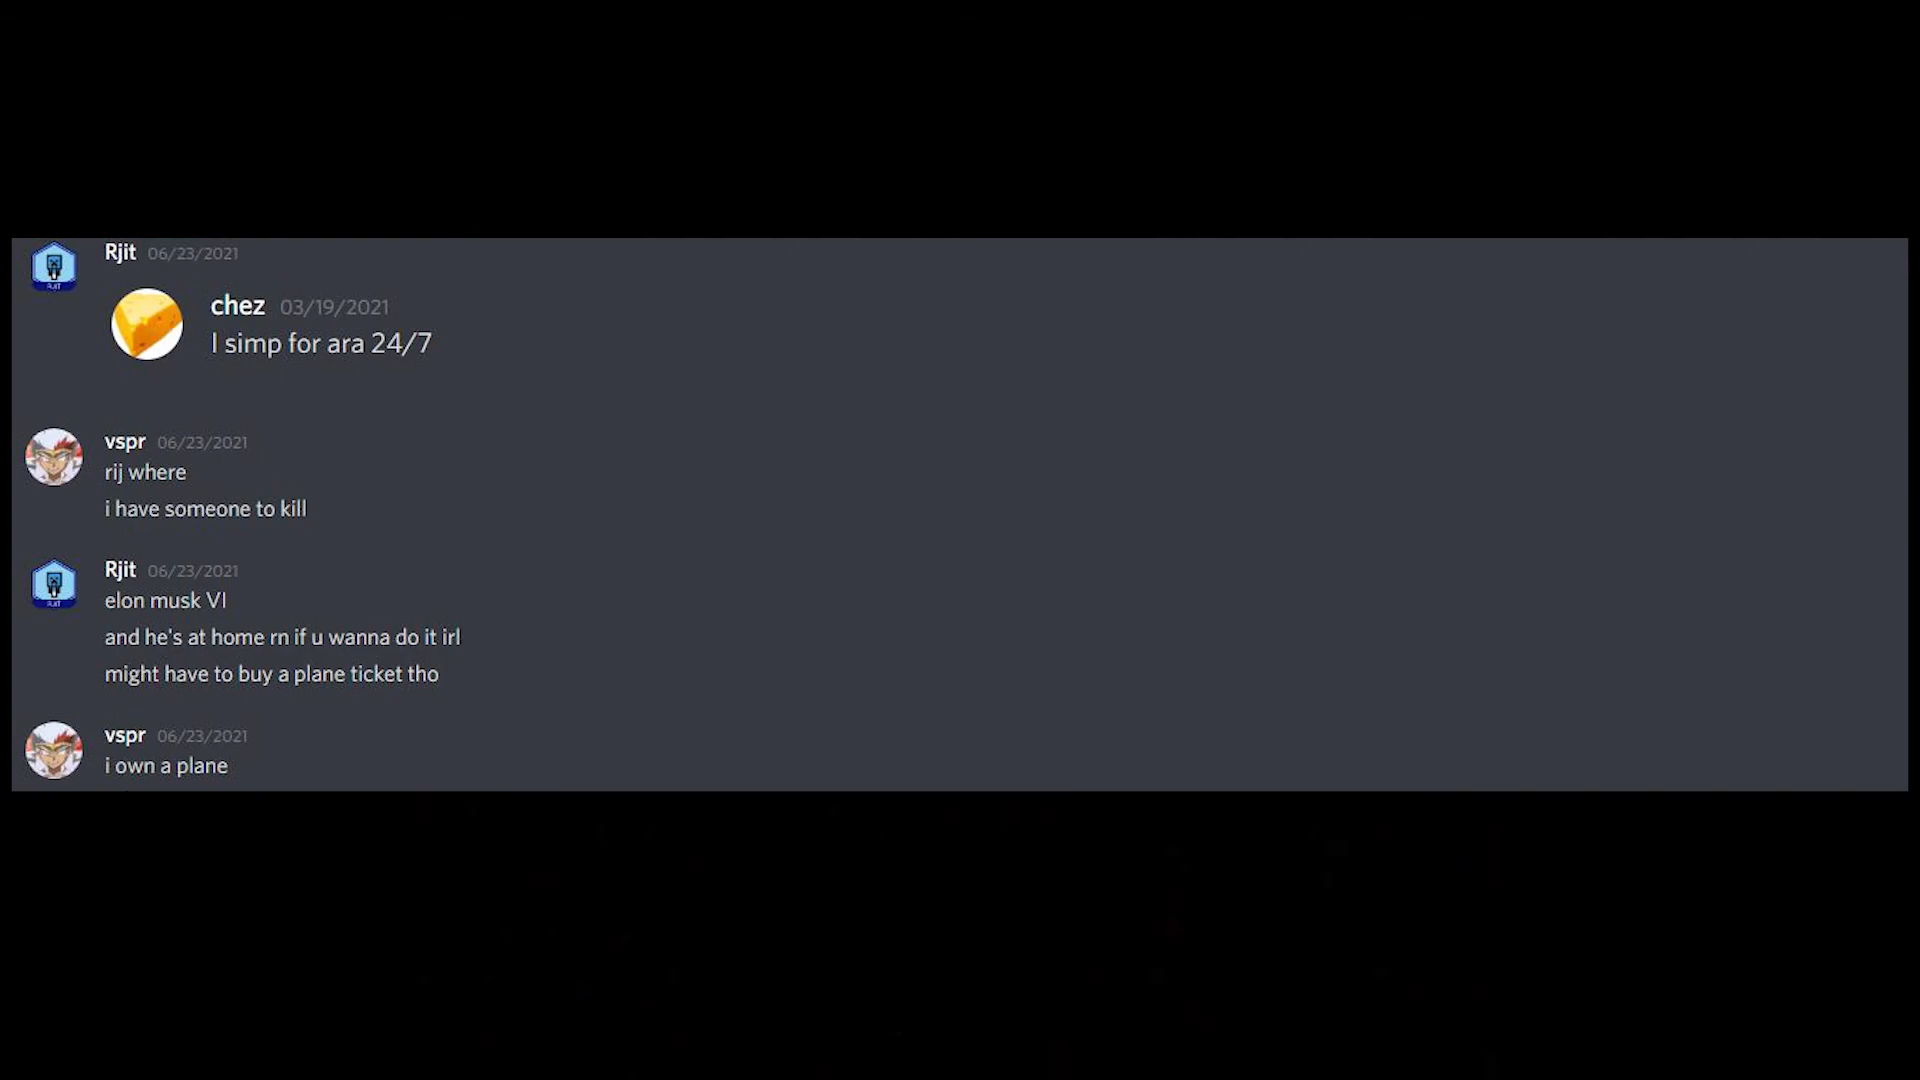 Rjit 06/23/2021
chez 03/19/2021
I simp for ara 24/7
vspr 06/23/2021
rij where
i have someone to kill
Rjit 06/23/2021
elon musk VI
and he's at home rn if u wanna do it irl
might have to buy a plane ticket tho
vspr 06/23/2021
i own a plane